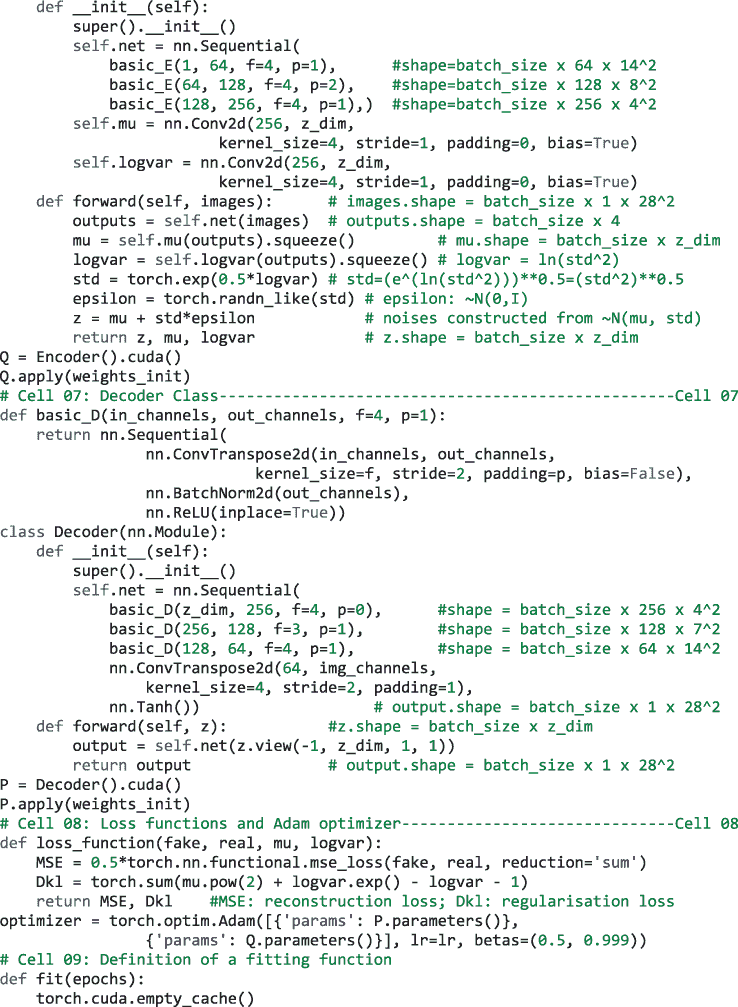 def __init__(self):
        super().__init__()
        self.net = nn.Sequential(
            basic_E(1, 64, f=4, p=1),      #shape=batch_size x 64 x 14^2
            basic_E(64, 128, f=4, p=2),    #shape=batch_size x 128 x 8^2
            basic_E(128, 256, f=4, p=1),)  #shape=batch_size x 256 x 4^2
        self.mu = nn.Conv2d(256, z_dim,
                        kernel_size=4, stride=1, padding=0, bias=True)
        self.logvar = nn.Conv2d(256, z_dim,
                        kernel_size=4, stride=1, padding=0, bias=True)
    def forward(self, images):      # images.shape = batch_size x 1 x 28^2
        outputs = self.net(images)  # outputs.shape = batch_size x 4
        mu = self.mu(outputs).squeeze()         # mu.shape = batch_size x z_dim
        logvar = self.logvar(outputs).squeeze() # logvar = ln(std^2)
        std = torch.exp(0.5*logvar) # std=(e^(ln(std^2)))**0.5=(std^2)**0.5
        epsilon = torch.randn_like(std) # epsilon: ~N(0,I)
        z = mu + std*epsilon            # noises constructed from ~N(mu, std)
        return z, mu, logvar            # z.shape = batch_size x z_dim
Q = Encoder().cuda()
Q.apply(weights_init)
# Cell 07: Decoder Class--------------------------------------------------Cell 07
def basic_D(in_channels, out_channels, f=4, p=1):
    return nn.Sequential(
                nn.ConvTranspose2d(in_channels, out_channels,
                            kernel_size=f, stride=2, padding=p, bias=False),
                nn.BatchNorm2d(out_channels),
                nn.ReLU(inplace=True))
class Decoder(nn.Module):
    def __init__(self):
        super().__init__()
        self.net = nn.Sequential(
            basic_D(z_dim, 256, f=4, p=0),      #shape = batch_size x 256 x 4^2
            basic_D(256, 128, f=3, p=1),        #shape = batch_size x 128 x 7^2
            basic_D(128, 64, f=4, p=1),         #shape = batch_size x 64 x 14^2
            nn.ConvTranspose2d(64, img_channels,
                kernel_size=4, stride=2, padding=1),
            nn.Tanh())                   # output.shape = batch_size x 1 x 28^2
    def forward(self, z):           #z.shape = batch_size x z_dim
        output = self.net(z.view(-1, z_dim, 1, 1))
        return output               # output.shape = batch_size x 1 x 28^2
P = Decoder().cuda()
P.apply(weights_init)
# Cell 08: Loss functions and Adam optimizer------------------------------Cell 08
def loss_function(fake, real, mu, logvar):
    MSE = 0.5*torch.nn.functional.mse_loss(fake, real, reduction='sum')
    Dkl = torch.sum(mu.pow(2) + logvar.exp() - logvar - 1)
    return MSE, Dkl    #MSE: reconstruction loss; Dkl: regularisation loss
optimizer = torch.optim.Adam([{'params': P.parameters()},
                {'params': Q.parameters()}], lr=lr, betas=(0.5, 0.999))
# Cell 09: Definition of a fitting function
def fit(epochs):
    torch.cuda.empty_cache()